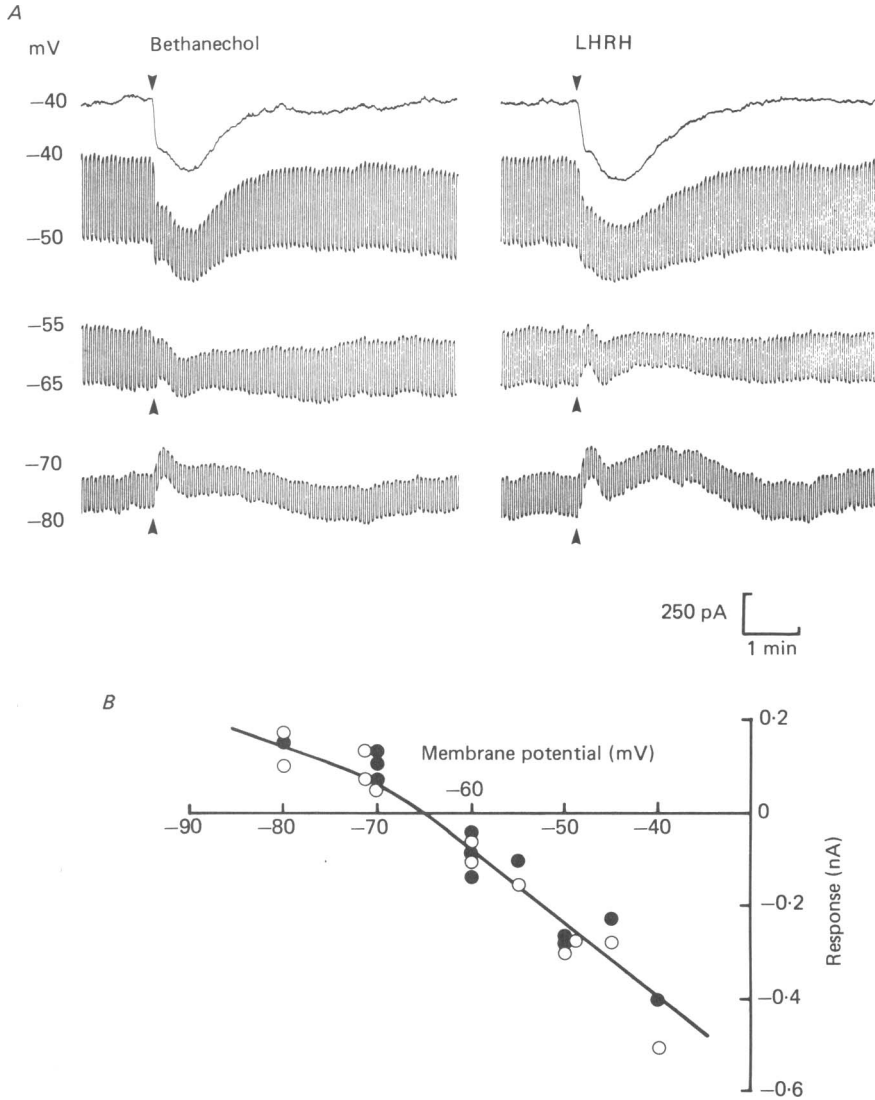 A
mV
Bethanechol
LHRH
−40
−40
−50
−55
−65
−70
−80
250 pA
1 min
B
0·2
Membrane potential (mV)
−60
0
−90
−80
−70
−50
−40
−0·2
Response (nA)
−0·4
−0·6